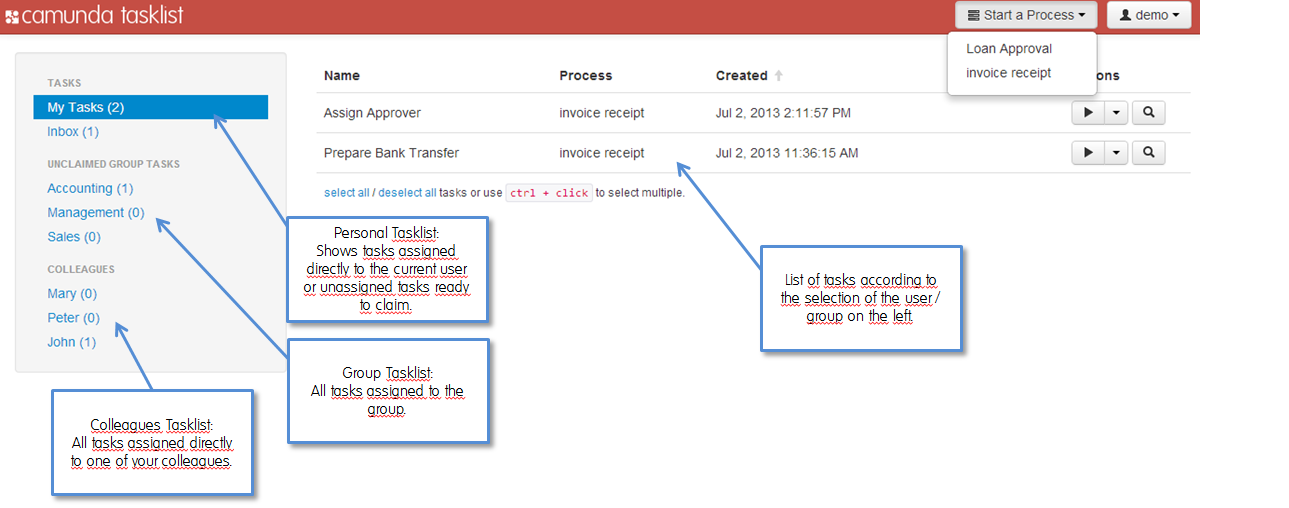 camunda tasklist
Start a Process
demo
Loan Approval
invoice receipt
TASKS
My Tasks (2)
Inbox (1)
UNCLAIMED GROUP TASKS
Accounting (1)
Management (0)
Sales (0)
COLLEAGUES
Mary (0)
Peter (0)
John (1)
Name Process Created ons
Assign Approver invoice receipt Jul 2, 2013 2:11:57 PM
Prepare Bank Transfer invoice receipt Jul 2, 2013 11:36:15 AM
select all / deselect all tasks or use ctrl + click to select multiple.
Personal Tasklist:
Shows tasks assigned
directly to the current user
or unassigned tasks ready
to claim.
List of tasks according to
the selection of the user /
group on the left.
Group Tasklist:
All tasks assigned to the
group.
Colleagues Tasklist:
All tasks assigned directly
to one of your colleagues.